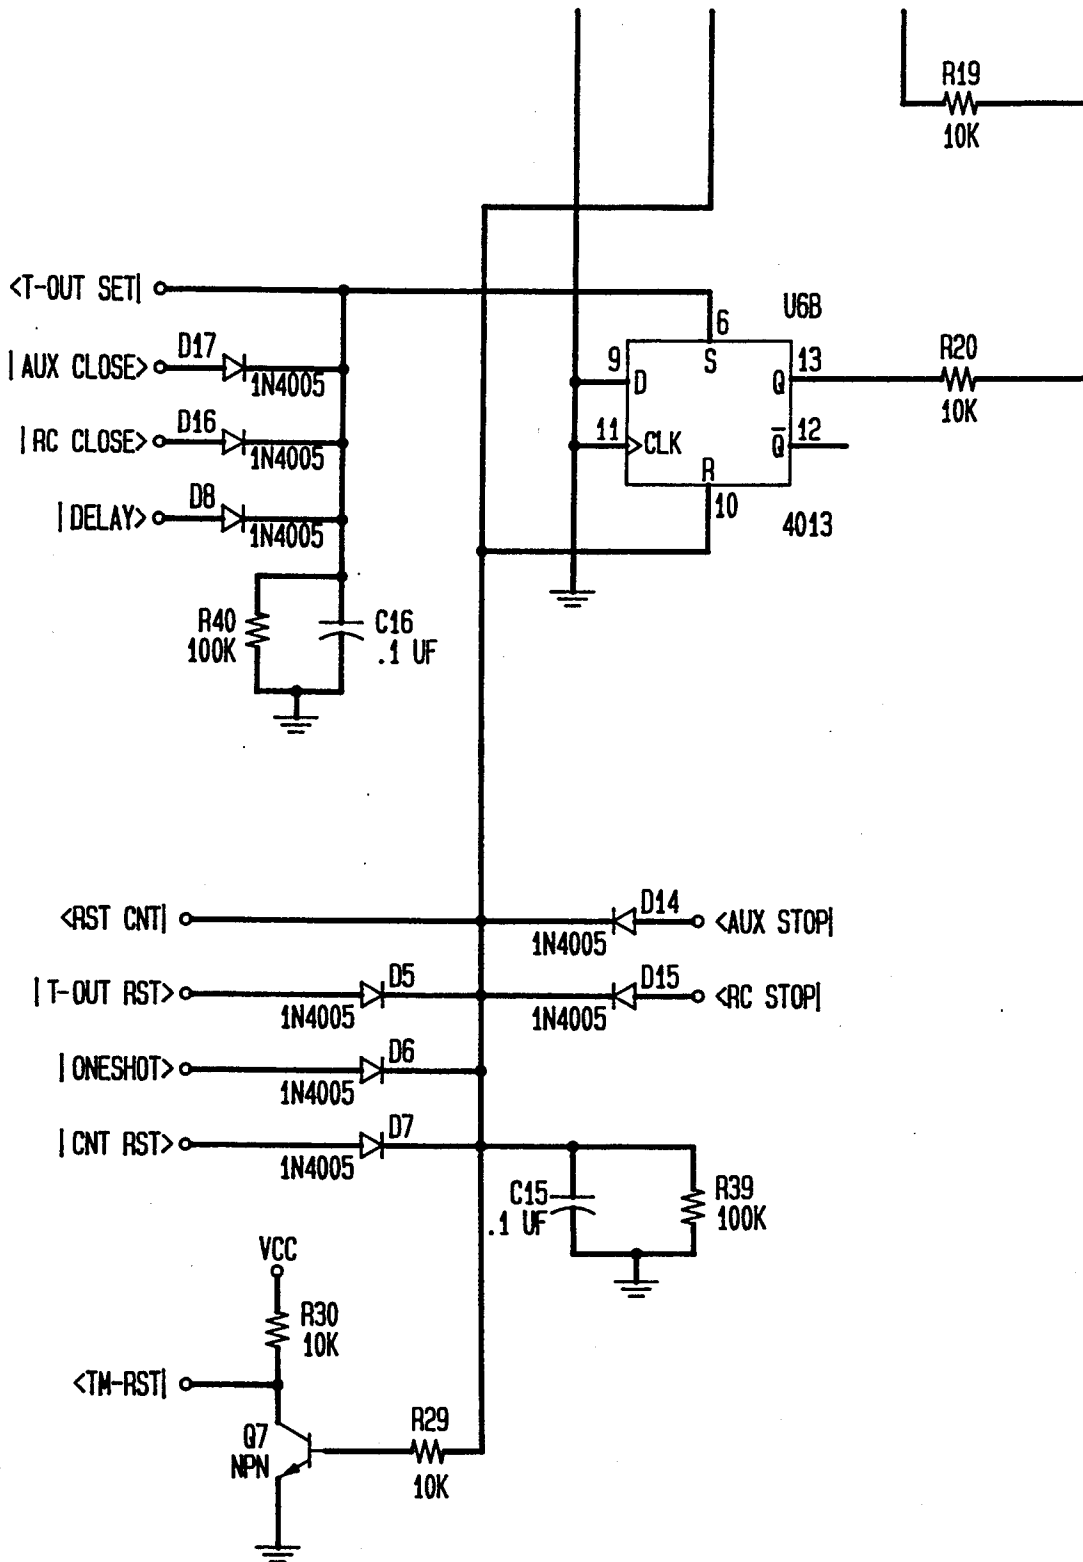 R19
10K
<T-OUT SET|
U6B
6
S
|AUX CLOSE>
D17
1N4005
9
D
13
Q
R20
10K
|RC CLOSE>
D16
1N4005
11
CLK
12
Q̅
R
10
4013
|DELAY>
D8
1N4005
R40
100K
C16
.1 UF
<RST CNT|
D14
1N4005
<AUX STOP|
|T-OUT RST>
D5
1N4005
D15
1N4005
<RC STOP|
|ONESHOT>
D6
1N4005
|CNT RST>
D7
1N4005
C15
.1 UF
R39
100K
VCC
R30
10K
<TM-RST|
Q7
NPN
R29
10K